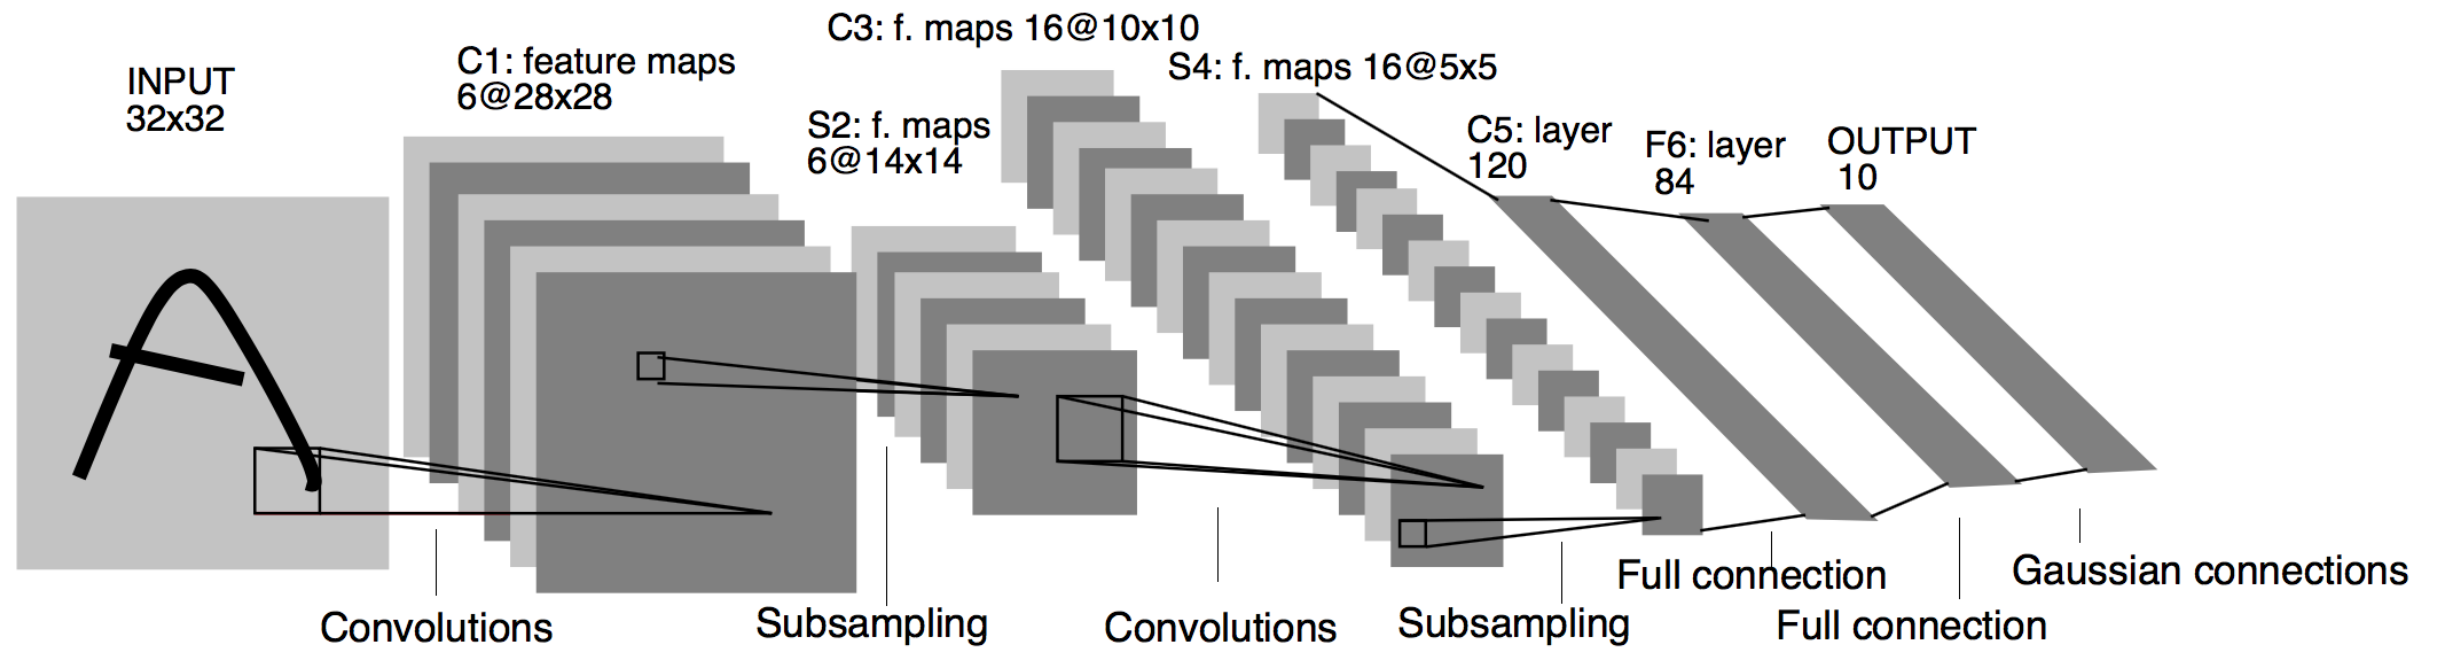 INPUT
32x32
C1: feature maps
6@28x28
S2: f. maps
6@14x14
C3: f. maps 16@10x10
S4: f. maps 16@5x5
C5: layer
120
F6: layer
84
OUTPUT
10
Convolutions
Subsampling
Convolutions
Subsampling
Full connection
Full connection
Gaussian connections